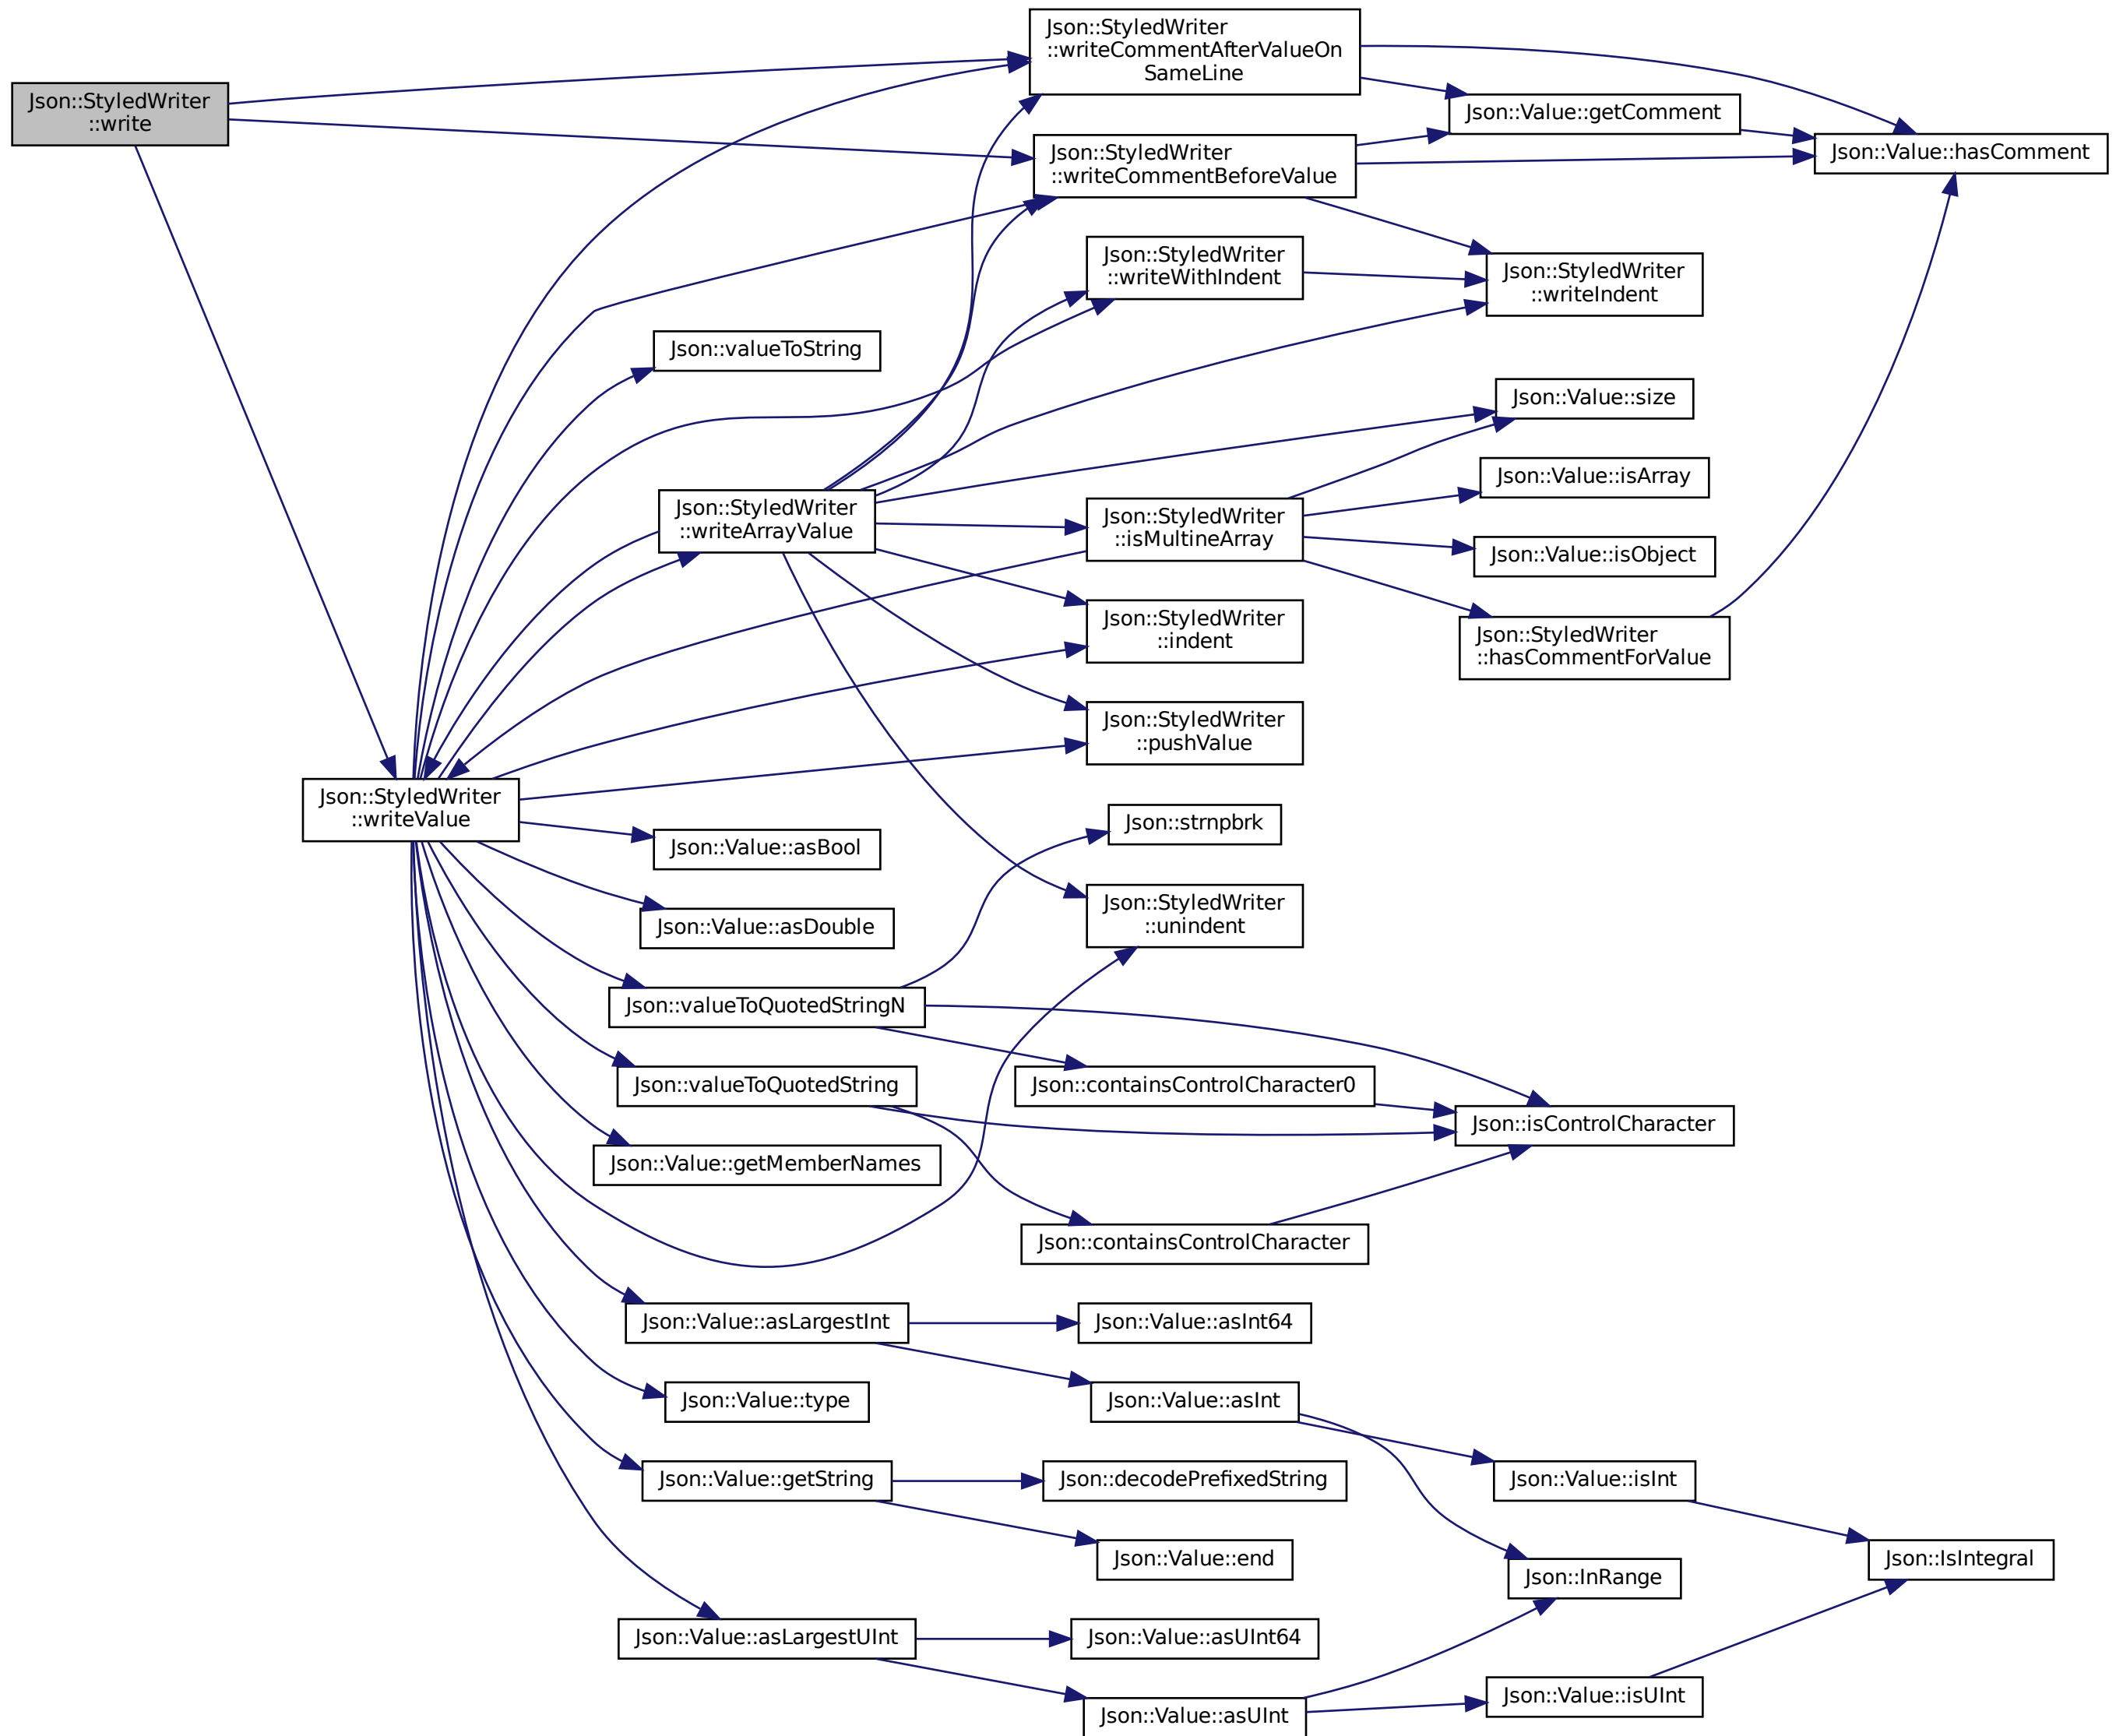 Json::StyledWriter
::write
Json::StyledWriter
::writeCommentAfterValueOn
SameLine
Json::Value::getComment
Json::Value::hasComment
Json::StyledWriter
::writeCommentBeforeValue
Json::StyledWriter
::writeWithIndent
Json::StyledWriter
::writeIndent
Json::valueToString
Json::Value::size
Json::Value::isArray
Json::StyledWriter
::writeArrayValue
Json::StyledWriter
::isMultineArray
Json::Value::isObject
Json::StyledWriter
::indent
Json::StyledWriter
::hasCommentForValue
Json::StyledWriter
::pushValue
Json::StyledWriter
::writeValue
Json::Value::asBool
Json::strnpbrk
Json::Value::asDouble
Json::StyledWriter
::unindent
Json::valueToQuotedStringN
Json::valueToQuotedString
Json::containsControlCharacter0
Json::isControlCharacter
Json::Value::getMemberNames
Json::containsControlCharacter
Json::Value::asLargestInt
Json::Value::asInt64
Json::Value::type
Json::Value::asInt
Json::Value::getString
Json::decodePrefixedString
Json::Value::isInt
Json::Value::end
Json::InRange
Json::IsIntegral
Json::Value::asLargestUInt
Json::Value::asUInt64
Json::Value::asUInt
Json::Value::isUInt